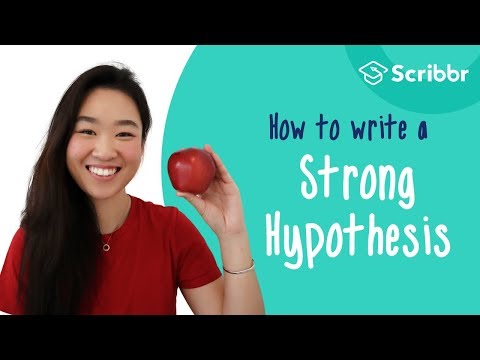 Scribbr
How to write a
Strong
Hypothesis